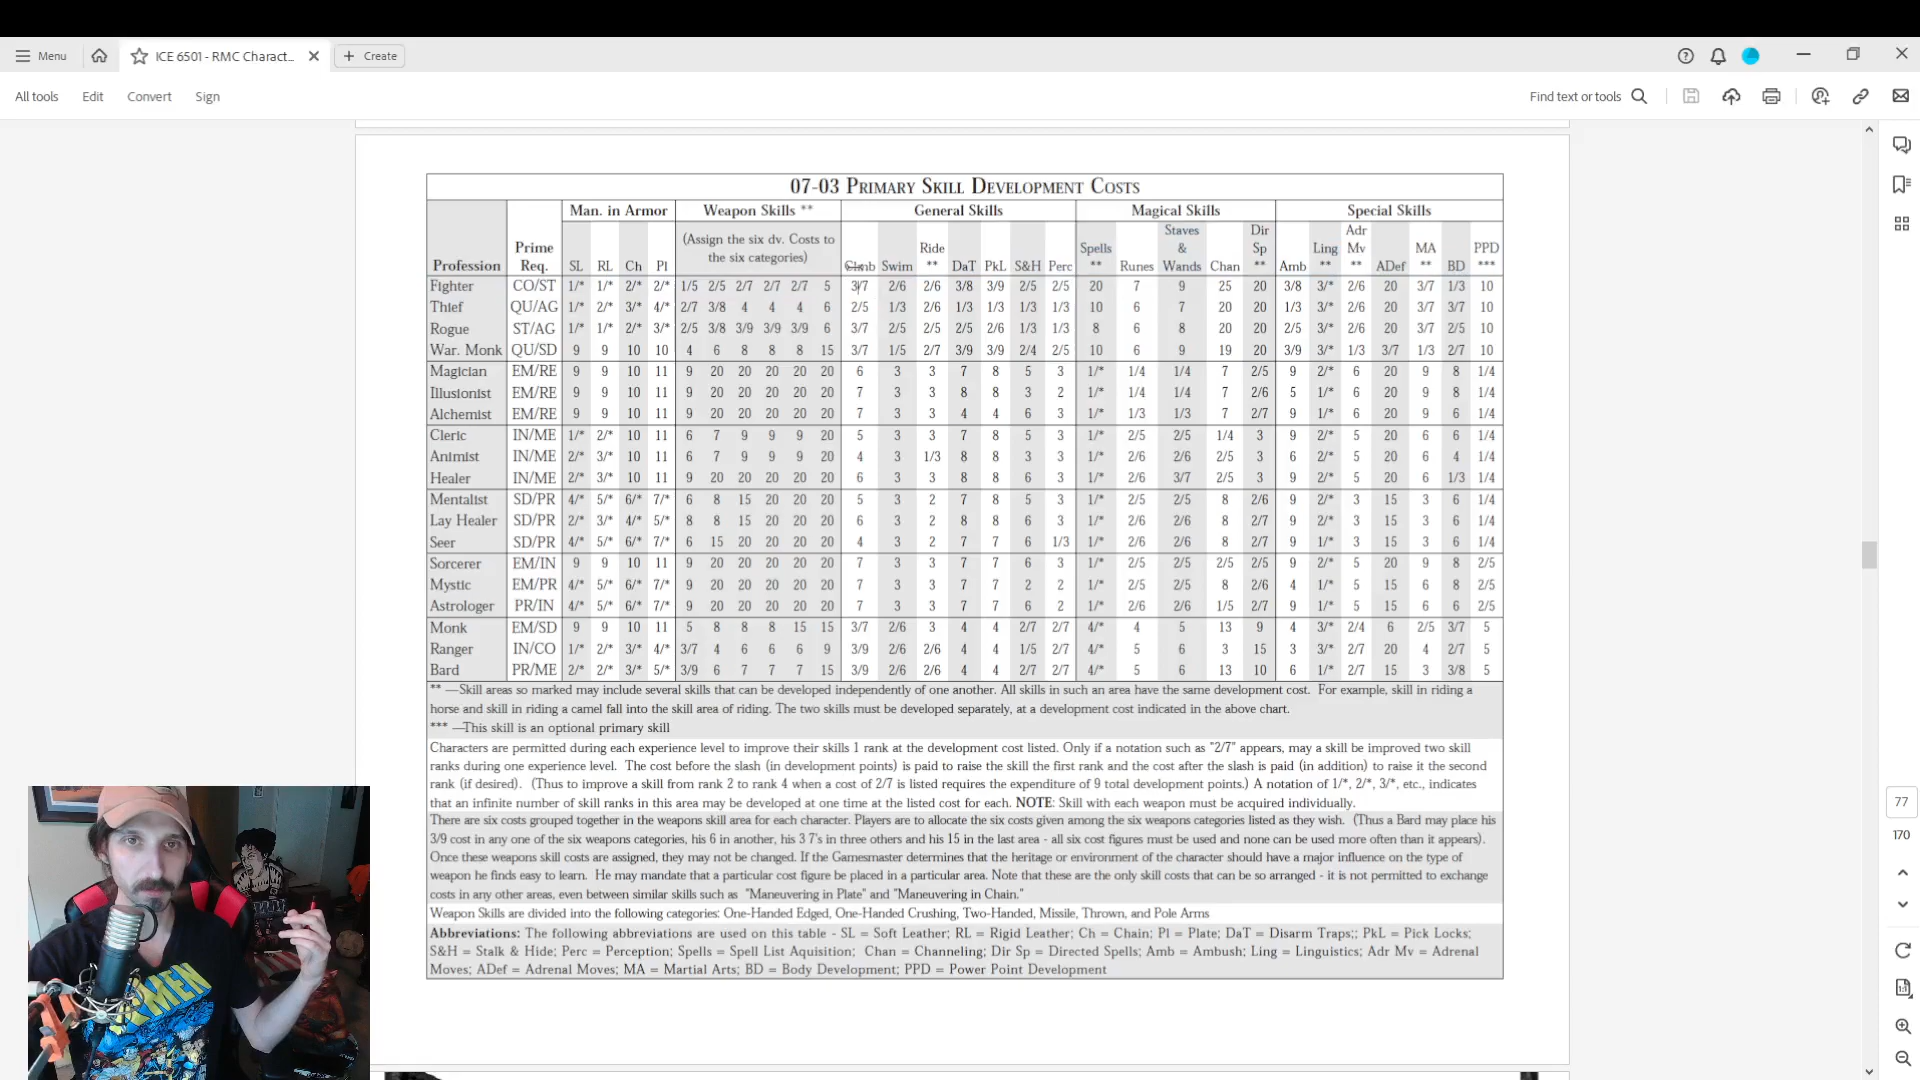 Menu
ICE 6501 - RMC Charact...
Create
All tools Edit Convert Sign
Find text or tools
07-03 PRIMARY SKILL DEVELOPMENT COSTS
Man. in Armor Weapon Skills ** General Skills Magical Skills Special Skills
Profession Prime Req. SL RL Ch Pl (Assign the six dv. Costs to the six categories) Climb Swim Ride ** DaT PkL S&H Perc Spells ** Runes Staves & Wands Chan Dir Sp ** Amb Ling ** Adr Mv ** ADef MA ** BD PPD ***
Fighter CO/ST 1/* 1/* 2/* 2/* 1/5 2/5 2/7 2/7 2/7 5 3/7 2/6 2/6 3/8 3/9 2/5 2/5 20 7 9 25 20 3/8 3/* 2/6 20 3/7 1/3 10
Thief QU/AG 1/* 2/* 3/* 4/* 2/7 3/8 4 4 4 6 2/5 1/3 2/6 1/3 1/3 1/3 1/3 10 6 7 20 20 1/3 3/* 2/6 20 3/7 3/7 10
Rogue ST/AG 1/* 1/* 2/* 3/* 2/5 3/8 3/9 3/9 3/9 6 3/7 2/5 2/5 2/5 2/6 1/3 1/3 8 6 8 20 20 2/5 3/* 2/6 20 3/7 2/5 10
War. Monk QU/SD 9 9 10 10 4 6 8 8 8 15 3/7 1/5 2/7 3/9 3/9 2/4 2/5 10 6 9 19 20 3/9 3/* 1/3 3/7 1/3 2/7 10
Magician EM/RE 9 9 10 11 9 20 20 20 20 20 6 3 3 7 8 5 3 1/* 1/4 1/4 7 2/5 9 2/* 6 20 9 8 1/4
Illusionist EM/RE 9 9 10 11 9 20 20 20 20 20 7 3 3 8 8 3 2 1/* 1/4 1/4 7 2/6 5 1/* 6 20 9 8 1/4
Alchemist EM/RE 9 9 10 11 9 20 20 20 20 20 7 3 3 4 4 6 3 1/* 1/3 1/3 7 2/7 9 1/* 6 20 9 6 1/4
Cleric IN/ME 1/* 2/* 10 11 6 7 9 9 9 20 5 3 3 7 8 5 3 1/* 2/5 2/5 1/4 3 9 2/* 5 20 6 6 1/4
Animist IN/ME 2/* 3/* 10 11 6 7 9 9 9 20 4 3 1/3 8 8 3 3 1/* 2/6 2/6 2/5 3 6 2/* 5 20 6 4 1/4
Healer IN/ME 2/* 3/* 10 11 9 20 20 20 20 20 6 3 3 8 8 6 3 1/* 2/6 3/7 2/5 3 9 2/* 5 20 6 1/3 1/4
Mentalist SD/PR 4/* 5/* 6/* 7/* 6 8 15 20 20 20 5 3 2 7 8 5 3 1/* 2/5 2/5 8 2/6 9 2/* 3 15 3 6 1/4
Lay Healer SD/PR 2/* 3/* 4/* 5/* 8 8 15 20 20 20 6 3 2 8 8 6 3 1/* 2/6 2/6 8 2/7 9 2/* 3 15 3 6 1/4
Seer SD/PR 4/* 5/* 6/* 7/* 6 15 20 20 20 20 4 3 2 7 7 6 1/3 1/* 2/6 2/6 8 2/7 9 1/* 3 15 3 6 1/4
Sorcerer EM/IN 9 9 10 11 9 20 20 20 20 20 7 3 3 7 7 6 3 1/* 2/5 2/5 2/5 2/5 9 2/* 5 20 9 8 2/5
Mystic EM/PR 4/* 5/* 6/* 7/* 9 20 20 20 20 20 7 3 3 7 7 2 2 1/* 2/5 2/5 8 2/6 4 1/* 5 15 6 8 2/5
Astrologer PR/IN 4/* 5/* 6/* 7/* 9 20 20 20 20 20 7 3 3 7 7 6 2 1/* 2/6 2/6 1/5 2/7 9 1/* 5 15 6 6 2/5
Monk EM/SD 9 9 10 11 5 8 8 8 15 15 3/7 2/6 3 4 4 2/7 2/7 4/* 4 5 13 9 4 3/* 2/4 6 2/5 3/7 5
Ranger IN/CO 1/* 2/* 3/* 4/* 3/7 4 6 6 6 9 3/9 2/6 2/6 4 4 1/5 2/7 4/* 5 6 3 15 3 3/* 2/7 20 4 2/7 5
Bard PR/ME 2/* 2/* 3/* 5/* 3/9 6 7 7 7 15 3/9 2/6 2/6 4 4 2/7 2/7 4/* 5 6 13 10 6 1/* 2/7 15 3 3/8 5
** —Skill areas so marked may include several skills that can be developed independently of one another. All skills in such an area have the same development cost. For example, skill in riding a
horse and skill in riding a camel fall into the skill area of riding. The two skills must be developed separately, at a development cost indicated in the above chart.
*** —This skill is an optional primary skill
Characters are permitted during each experience level to improve their skills 1 rank at the development cost listed. Only if a notation such as "2/7" appears, may a skill be improved two skill
ranks during one experience level. The cost before the slash (in development points) is paid to raise the skill the first rank and the cost after the slash is paid (in addition) to raise it the second
rank (if desired). (Thus to improve a skill from rank 2 to rank 4 when a cost of 2/7 is listed requires the expenditure of 9 total development points.) A notation of 1/*, 2/*, 3/*, etc., indicates
that an infinite number of skill ranks in this area may be developed at one time at the listed cost for each. NOTE: Skill with each weapon must be acquired individually.
There are six costs grouped together in the weapons skill area for each character. Players are to allocate the six costs given among the six weapons categories listed as they wish. (Thus a Bard may place his
3/9 cost in any one of the six weapons categories, his 6 in another, his 3 7's in three others and his 15 in the last area - all six cost figures must be used and none can be used more often than it appears).
Once these weapons skill costs are assigned, they may not be changed. If the Gamesmaster determines that the heritage or environment of the character should have a major influence on the type of
weapon he finds easy to learn. He may mandate that a particular cost figure be placed in a particular area. Note that these are the only skill costs that can be so arranged - it is not permitted to exchange
costs in any other areas, even between similar skills such as "Maneuvering in Plate" and "Maneuvering in Chain."
Weapon Skills are divided into the following categories: One-Handed Edged, One-Handed Crushing, Two-Handed, Missile, Thrown, and Pole Arms
Abbreviations: The following abbreviations are used on this table - SL = Soft Leather; RL = Rigid Leather; Ch = Chain; Pl = Plate; DaT = Disarm Traps;; PkL = Pick Locks;
S&H = Stalk & Hide; Perc = Perception; Spells = Spell List Aquisition; Chan = Channeling; Dir Sp = Directed Spells; Amb = Ambush; Ling = Linguistics; Adr Mv = Adrenal
Moves; ADef = Adrenal Moves; MA = Martial Arts; BD = Body Development; PPD = Power Point Development
77
170